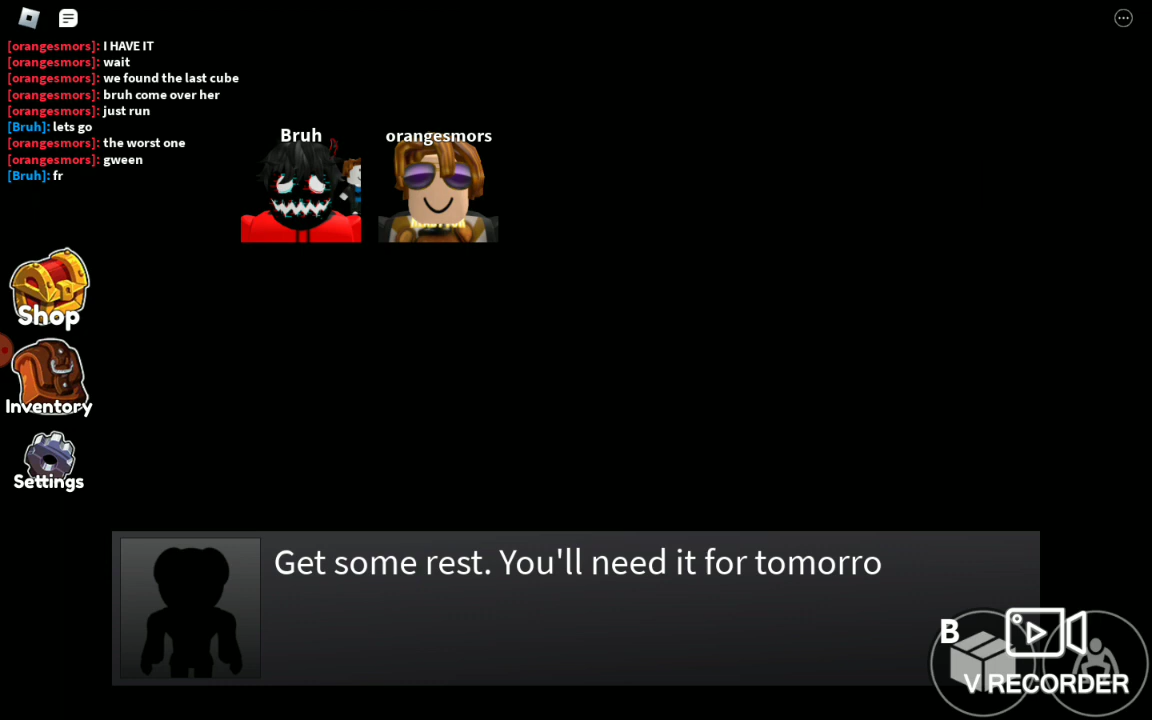 [orangesmors]: I HAVE IT
[orangesmors]: wait
[orangesmors]: we found the last cube
[orangesmors]: bruh come over her
[orangesmors]: just run
[Bruh]: lets go
[orangesmors]: the worst one
[orangesmors]: gween
[Bruh]: fr
Bruh
orangesmors
Shop
Inventory
Settings
Get some rest. You'll need it for tomorro
B
V RECORDER